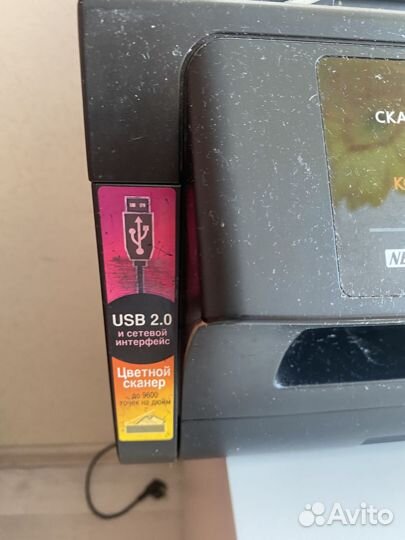 USB 2.0
и сетевой
интерфейс
Цветной
сканер
до 9600
точек на дюйм
СКА
NE
Avito